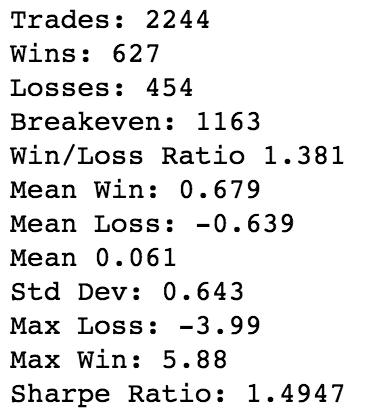 Trades: 2244
Wins: 627
Losses: 454
Breakeven: 1163
Win/Loss Ratio 1.381
Mean Win: 0.679
Mean Loss: -0.639
Mean 0.061
Std Dev: 0.643
Max Loss: -3.99
Max Win: 5.88
Sharpe Ratio: 1.4947